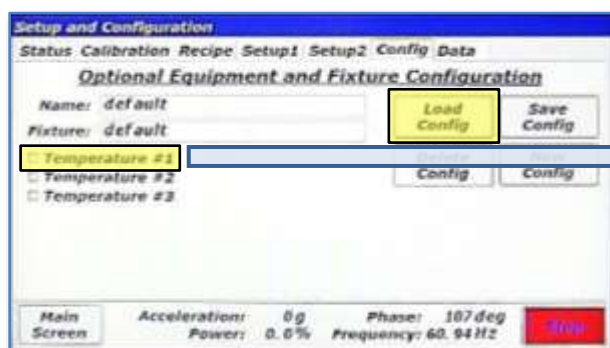 Setup and Configuration
Status Calibration Recipe Setup1 Setup2 Config Data
Optional Equipment and Fixture Configuration
Name: default
Load Config
Save Config
Fixture: default
Temperature #1
Temperature #2
Config
Config
Temperature #3
Main Screen
Acceleration: 0g
Phase: 107deg
Stop
Power: 0.0%
Frequency: 60.94Hz